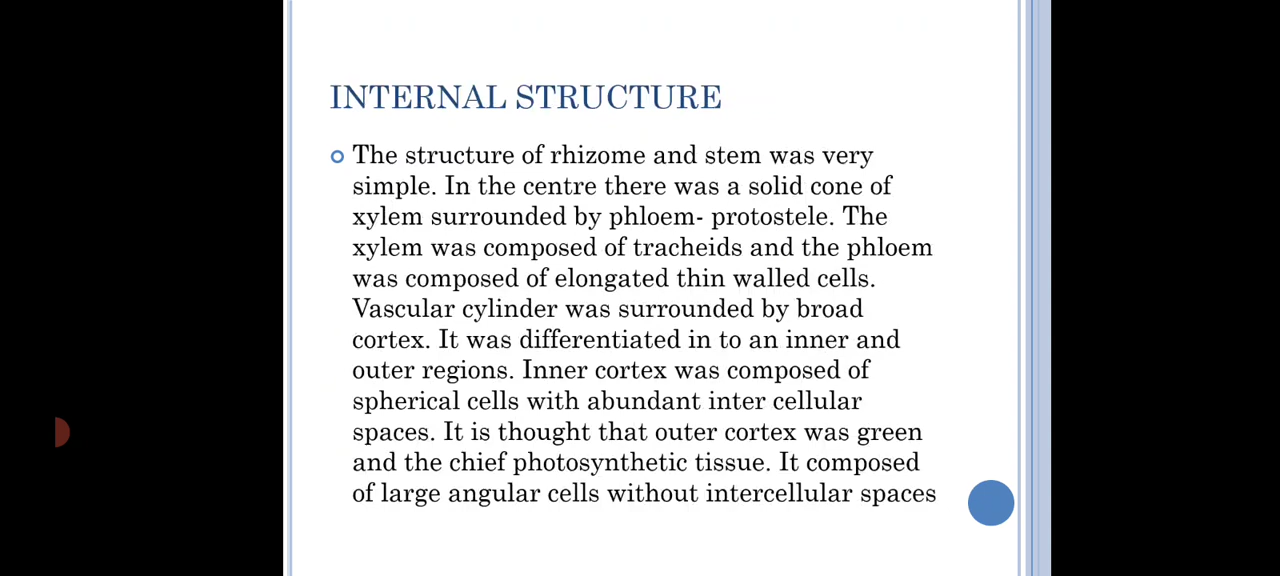 INTERNAL STRUCTURE
The structure of rhizome and stem was very
simple. In the centre there was a solid cone of
xylem surrounded by phloem- protostele. The
xylem was composed of tracheids and the phloem
was composed of elongated thin walled cells.
Vascular cylinder was surrounded by broad
cortex. It was differentiated in to an inner and
outer regions. Inner cortex was composed of
spherical cells with abundant inter cellular
spaces. It is thought that outer cortex was green
and the chief photosynthetic tissue. It composed
of large angular cells without intercellular spaces